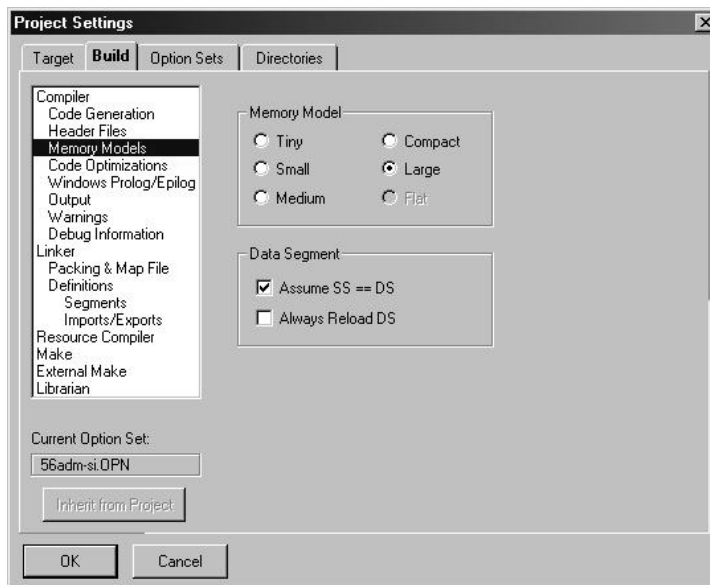 Project Settings
Target Build Option Sets Directories
Compiler
Code Generation
Header Files
Memory Models
Code Optimizations
Windows Prolog/Epilog
Output
Warnings
Debug Information
Linker
Packing & Map File
Definitions
Segments
Imports/Exports
Resource Compiler
Make
External Make
Librarian
Memory Model
Tiny Compact
Small Large
Medium Flat
Data Segment
Assume SS == DS
Always Reload DS
Current Option Set:
56adm-si.OPN
Inherit from Project
OK Cancel